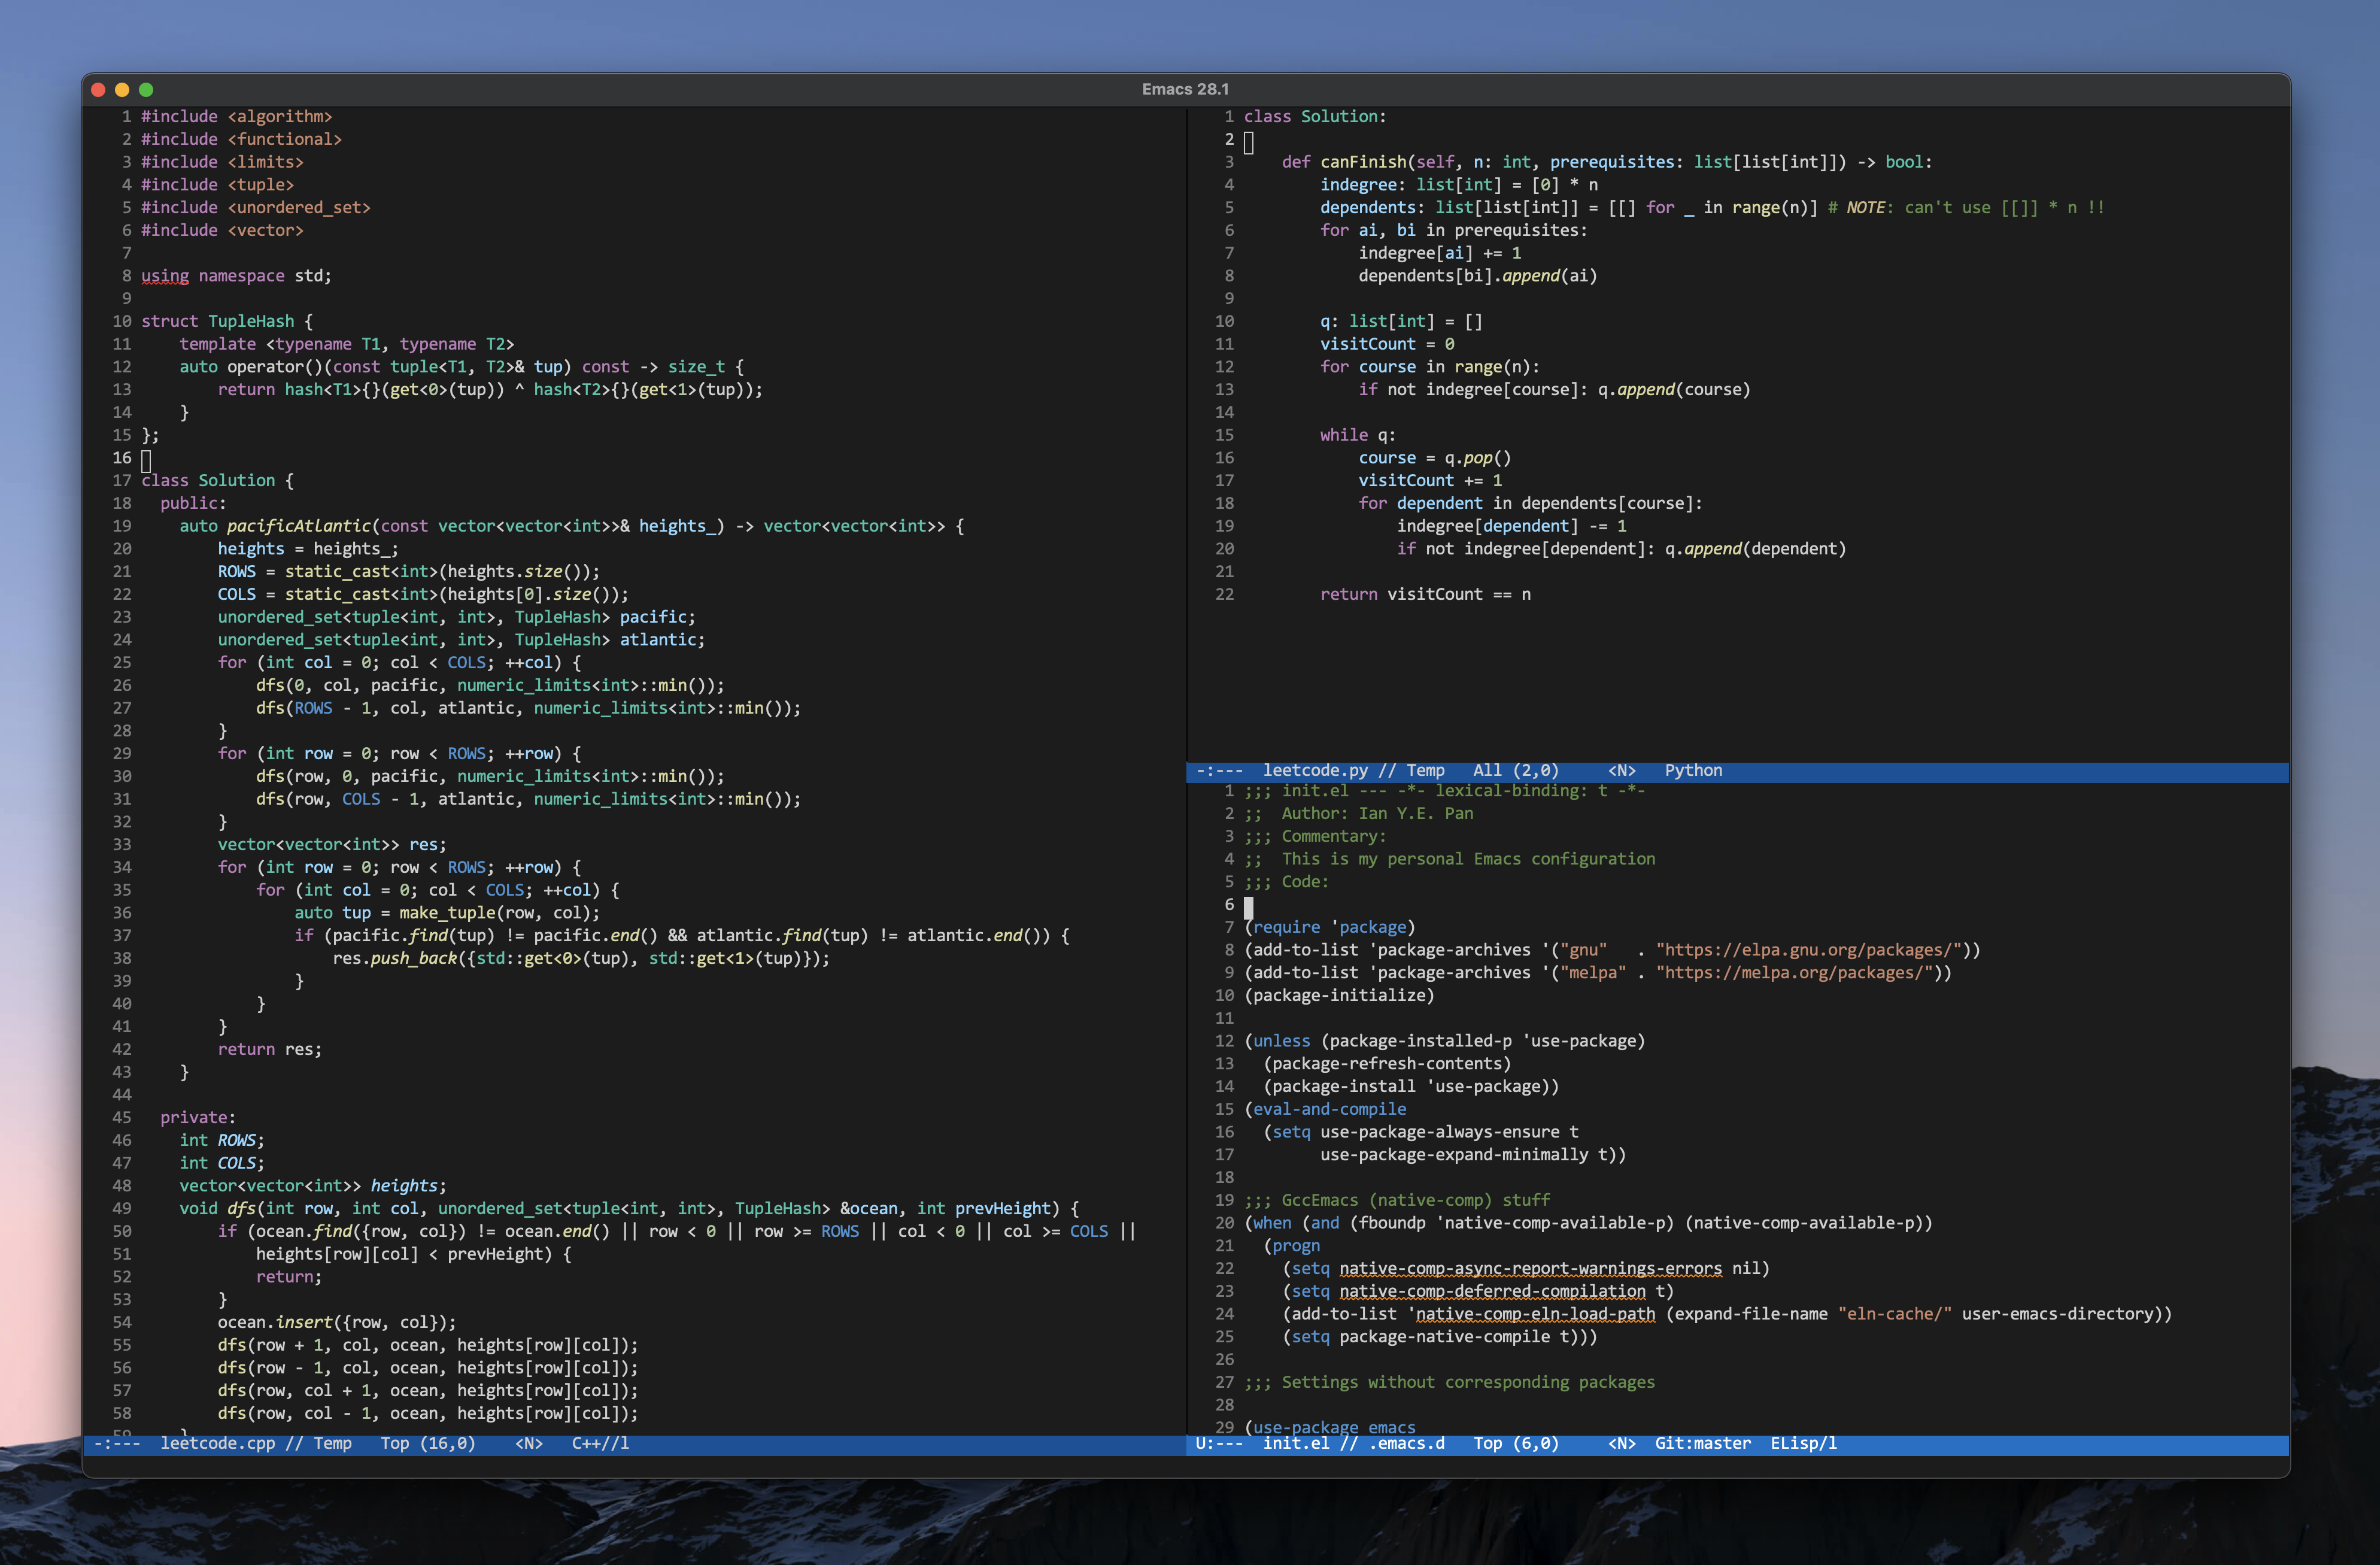 Emacs 28.1
1 #include <algorithm>
2 #include <functional>
3 #include <limits>
4 #include <tuple>
5 #include <unordered_set>
6 #include <vector>
7
8 using namespace std;
9
10 struct TupleHash {
11     template <typename T1, typename T2>
12     auto operator()(const tuple<T1, T2>& tup) const -> size_t {
13         return hash<T1>{}(get<0>(tup)) ^ hash<T2>{}(get<1>(tup));
14     }
15 };
16
17 class Solution {
18   public:
19     auto pacificAtlantic(const vector<vector<int>>& heights_) -> vector<vector<int>> {
20         heights = heights_;
21         ROWS = static_cast<int>(heights.size());
22         COLS = static_cast<int>(heights[0].size());
23         unordered_set<tuple<int, int>, TupleHash> pacific;
24         unordered_set<tuple<int, int>, TupleHash> atlantic;
25         for (int col = 0; col < COLS; ++col) {
26             dfs(0, col, pacific, numeric_limits<int>::min());
27             dfs(ROWS - 1, col, atlantic, numeric_limits<int>::min());
28         }
29         for (int row = 0; row < ROWS; ++row) {
30             dfs(row, 0, pacific, numeric_limits<int>::min());
31             dfs(row, COLS - 1, atlantic, numeric_limits<int>::min());
32         }
33         vector<vector<int>> res;
34         for (int row = 0; row < ROWS; ++row) {
35             for (int col = 0; col < COLS; ++col) {
36                 auto tup = make_tuple(row, col);
37                 if (pacific.find(tup) != pacific.end() && atlantic.find(tup) != atlantic.end()) {
38                     res.push_back({std::get<0>(tup), std::get<1>(tup)});
39                 }
40             }
41         }
42         return res;
43     }
44
45   private:
46     int ROWS;
47     int COLS;
48     vector<vector<int>> heights;
49     void dfs(int row, int col, unordered_set<tuple<int, int>, TupleHash> &ocean, int prevHeight) {
50         if (ocean.find({row, col}) != ocean.end() || row < 0 || row >= ROWS || col < 0 || col >= COLS ||
51             heights[row][col] < prevHeight) {
52             return;
53         }
54         ocean.insert({row, col});
55         dfs(row + 1, col, ocean, heights[row][col]);
56         dfs(row - 1, col, ocean, heights[row][col]);
57         dfs(row, col + 1, ocean, heights[row][col]);
58         dfs(row, col - 1, ocean, heights[row][col]);
59     }
-:---  leetcode.cpp // Temp   Top (16,0)    <N>   C++//l
1 class Solution:
2
3     def canFinish(self, n: int, prerequisites: list[list[int]]) -> bool:
4         indegree: list[int] = [0] * n
5         dependents: list[list[int]] = [[] for _ in range(n)] # NOTE: can't use [[]] * n !!
6         for ai, bi in prerequisites:
7             indegree[ai] += 1
8             dependents[bi].append(ai)
9
10         q: list[int] = []
11         visitCount = 0
12         for course in range(n):
13             if not indegree[course]: q.append(course)
14
15         while q:
16             course = q.pop()
17             visitCount += 1
18             for dependent in dependents[course]:
19                 indegree[dependent] -= 1
20                 if not indegree[dependent]: q.append(dependent)
21
22         return visitCount == n
-:---  leetcode.py // Temp   All (2,0)     <N>   Python
1 ;;; init.el --- -*- lexical-binding: t -*-
2 ;;  Author: Ian Y.E. Pan
3 ;;; Commentary:
4 ;;  This is my personal Emacs configuration
5 ;;; Code:
6
7 (require 'package)
8 (add-to-list 'package-archives '("gnu"   . "https://elpa.gnu.org/packages/"))
9 (add-to-list 'package-archives '("melpa" . "https://melpa.org/packages/"))
10 (package-initialize)
11
12 (unless (package-installed-p 'use-package)
13   (package-refresh-contents)
14   (package-install 'use-package))
15 (eval-and-compile
16   (setq use-package-always-ensure t
17         use-package-expand-minimally t))
18
19 ;;; GccEmacs (native-comp) stuff
20 (when (and (fboundp 'native-comp-available-p) (native-comp-available-p))
21   (progn
22     (setq native-comp-async-report-warnings-errors nil)
23     (setq native-comp-deferred-compilation t)
24     (add-to-list 'native-comp-eln-load-path (expand-file-name "eln-cache/" user-emacs-directory))
25     (setq package-native-compile t)))
26
27 ;;; Settings without corresponding packages
28
29 (use-package emacs
U:---  init.el // .emacs.d   Top (6,0)     <N>  Git:master  ELisp/l